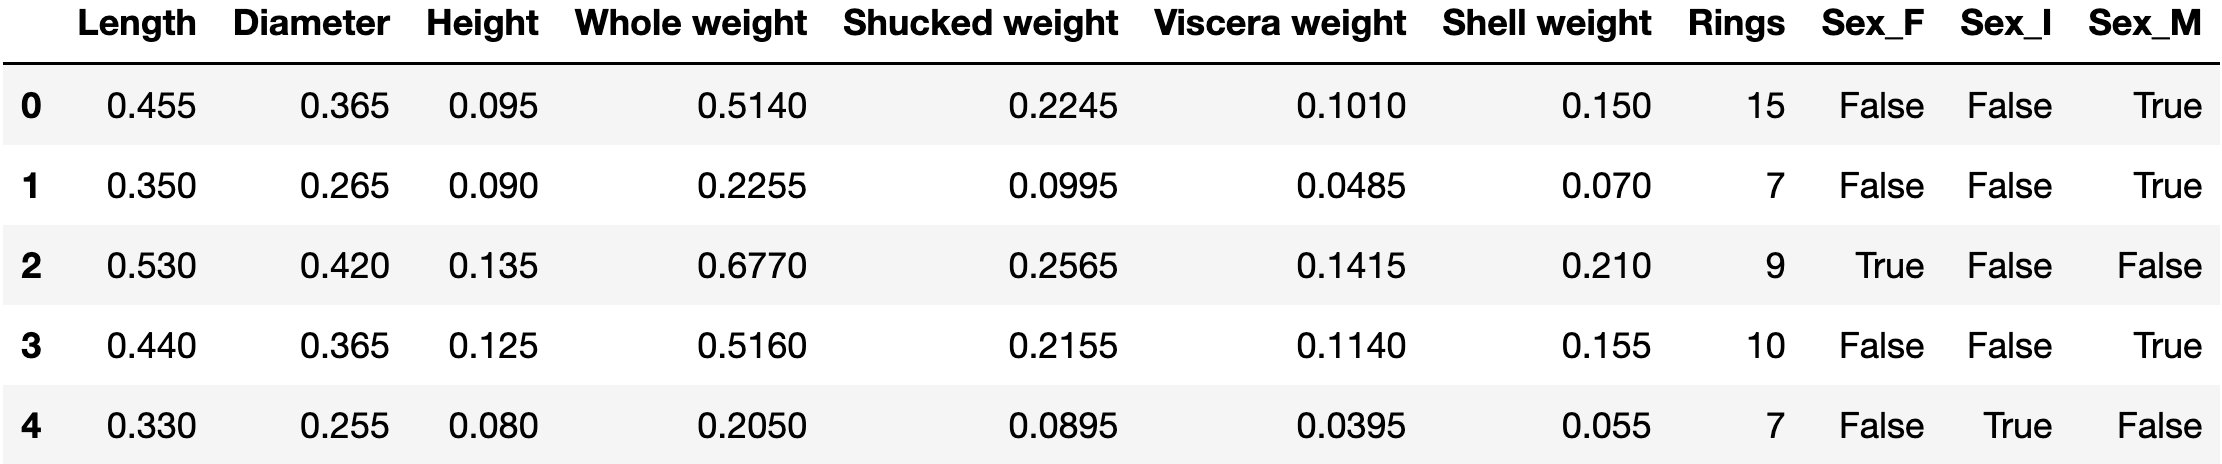 Length Diameter Height Whole weight Shucked weight Viscera weight Shell weight Rings Sex_F Sex_I Sex_M
0 0.455 0.365 0.095 0.5140 0.2245 0.1010 0.150 15 False False True
1 0.350 0.265 0.090 0.2255 0.0995 0.0485 0.070 7 False False True
2 0.530 0.420 0.135 0.6770 0.2565 0.1415 0.210 9 True False False
3 0.440 0.365 0.125 0.5160 0.2155 0.1140 0.155 10 False False True
4 0.330 0.255 0.080 0.2050 0.0895 0.0395 0.055 7 False True False